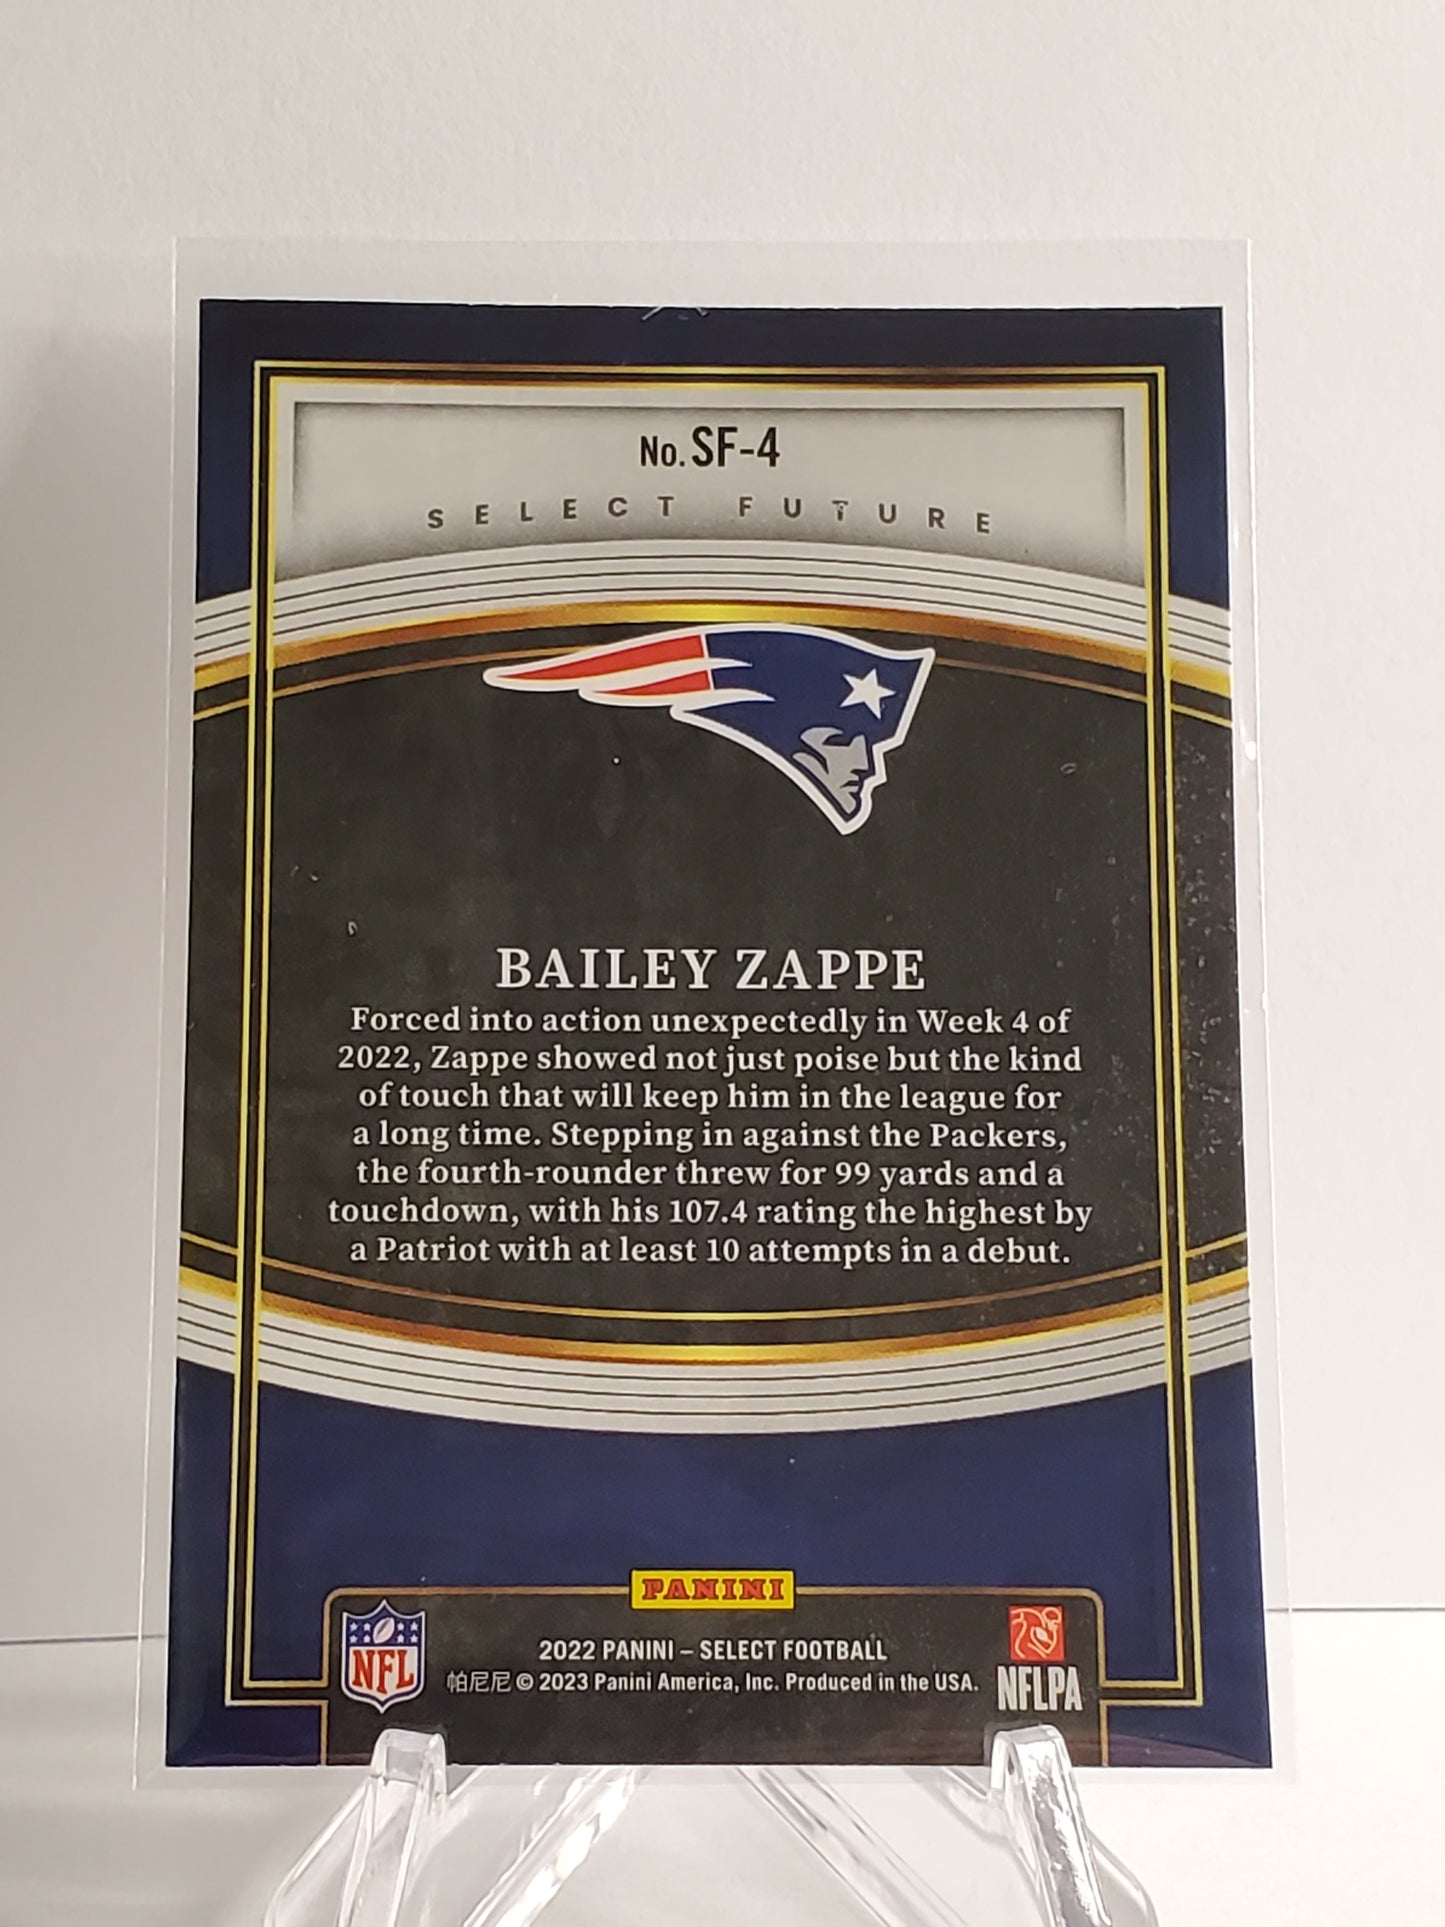 No. SF-4
SELECT FUTURE
BAILEY ZAPPE
Forced into action unexpectedly in Week 4 of
2022, Zappe showed not just poise but the kind
of touch that will keep him in the league for
a long time. Stepping in against the Packers,
the fourth-rounder threw for 99 yards and a
touchdown, with his 107.4 rating the highest by
a Patriot with at least 10 attempts in a debut.
PANINI
NFL
2022 PANINI – SELECT FOOTBALL
帕尼尼 © 2023 Panini America, Inc. Produced in the USA.
NFLPA